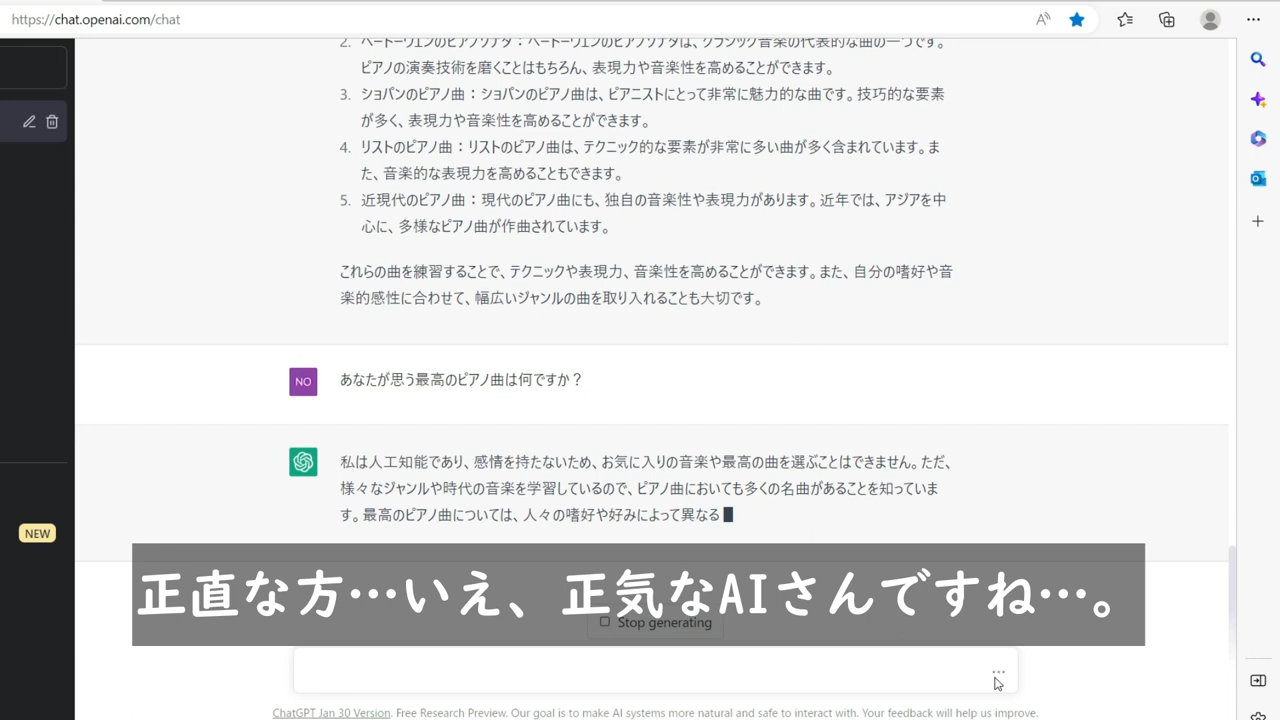 https://chat.openai.com/chat
2. ベートーヴェンのピアノソナタ：ベートーヴェンのピアノソナタは、クラシック音楽の代表的な曲の一つです。
ピアノの演奏技術を磨くことはもちろん、表現力や音楽性を高めることができます。
3. ショパンのピアノ曲：ショパンのピアノ曲は、ピアニストにとって非常に魅力的な曲です。技巧的な要素
が多く、表現力や音楽性を高めることができます。
4. リストのピアノ曲：リストのピアノ曲は、テクニック的な要素が非常に多い曲が多く含まれています。ま
た、音楽的な表現力を高めることもできます。
5. 近現代のピアノ曲：現代のピアノ曲にも、独自の音楽性や表現力があります。近年では、アジアを中
心に、多様なピアノ曲が作曲されています。
これらの曲を練習することで、テクニックや表現力、音楽性を高めることができます。また、自分の嗜好や音
楽的感性に合わせて、幅広いジャンルの曲を取り入れることも大切です。
NO
あなたが思う最高のピアノ曲は何ですか？
私は人工知能であり、感情を持たないため、お気に入りの音楽や最高の曲を選ぶことはできません。ただ、
様々なジャンルや時代の音楽を学習しているので、ピアノ曲においても多くの名曲があることを知っていま
す。最高のピアノ曲については、人々の嗜好や好みによって異なる
NEW
正直な方…いえ、正気なAIさんですね…。
Stop generating
ChatGPT Jan 30 Version. Free Research Preview. Our goal is to make AI systems more natural and safe to interact with. Your feedback will help us improve.